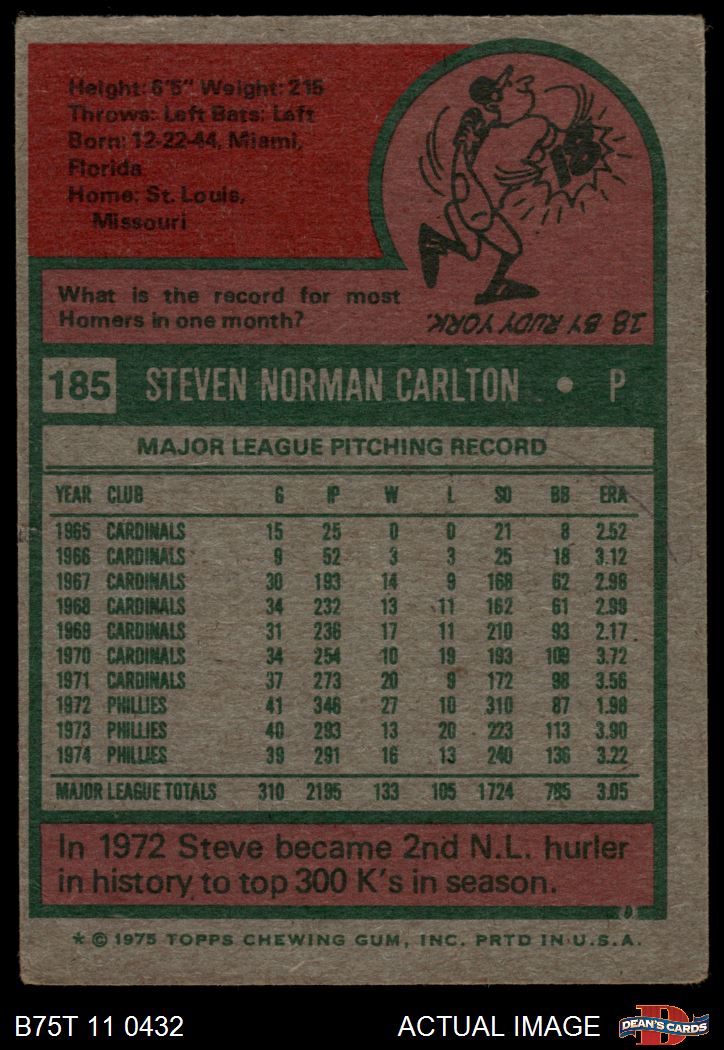 Height: 6'5" Weight: 215
Throws: Left Bats: Left
Born: 12-22-44, Miami,
Florida
Home: St. Louis,
Missouri
18
What is the record for most
Homers in one month?
18 BY RUDY YORK.
185 STEVEN NORMAN CARLTON • P
MAJOR LEAGUE PITCHING RECORD
YEAR CLUB G IP W L SO BB ERA
1965 CARDINALS 15 25 0 0 21 8 2.52
1966 CARDINALS 9 52 3 3 25 18 3.12
1967 CARDINALS 30 193 14 9 168 62 2.98
1968 CARDINALS 34 232 13 11 162 61 2.99
1969 CARDINALS 31 236 17 11 210 93 2.17
1970 CARDINALS 34 254 10 19 193 109 3.72
1971 CARDINALS 37 273 20 9 172 98 3.56
1972 PHILLIES 41 346 27 10 310 87 1.98
1973 PHILLIES 40 293 13 20 223 113 3.90
1974 PHILLIES 39 291 16 13 240 136 3.22
MAJOR LEAGUE TOTALS 310 2195 133 105 1724 785 3.05
In 1972 Steve became 2nd N.L. hurler
in history to top 300 K's in season.
* © 1975 TOPPS CHEWING GUM, INC. PRTD IN U.S.A.
B75T 11 0432 ACTUAL IMAGE D DEAN'S CARDS